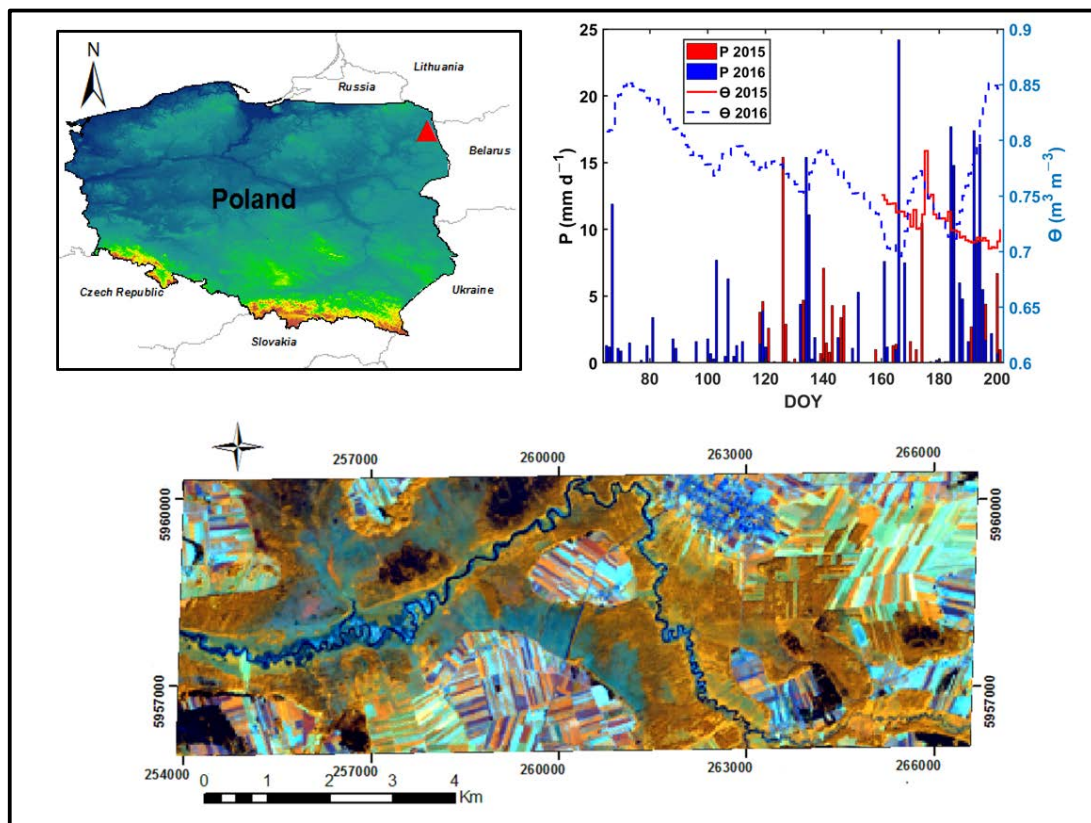 N
Lithuania
Russia
Belarus
Poland
Czech Republic
Ukraine
Slovakia
25
20
15
10
5
0
P (mm d⁻¹)
P 2015
P 2016
Θ 2015
Θ 2016
0.9
0.85
0.8
0.75
0.7
0.65
0.6
Θ (m³ m⁻³)
80 100 120 140 160 180 200
DOY
257000 260000 263000 266000
5960000 5960000
5957000 5957000
254000 257000 260000 263000 266000
0 1 2 3 4
Km